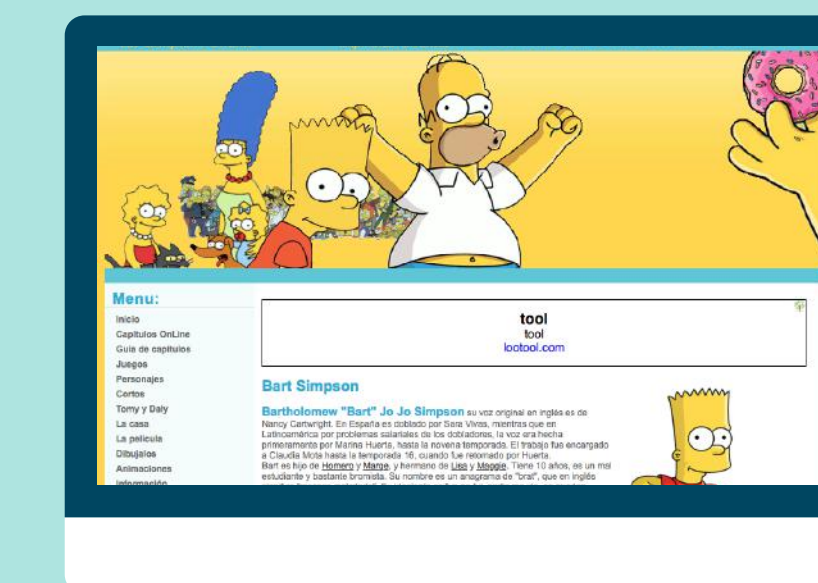 Menu:
Inicio
Capitulos OnLine
Guia de capitulos
Juegos
Personajes
Cortos
Tomy y Daly
La casa
La pelicula
Dibujalos
Animaciones
Información
tool
tool
lootool.com
Bart Simpson
Bartholomew "Bart" Jo Jo Simpson su voz original en inglés es de
Nancy Cartwright. En España es doblado por Sara Vivas, mientras que en
Latinoamérica por problemas salariales de los dobladores, la voz era hecha
primeramente por Marina Huerta, hasta la novena temporada. El trabajo fue encargado
a Claudia Mota hasta la temporada 16, cuando fue retomado por Huerta.
Bart es hijo de Homero y Marge, y hermano de Lisa y Maggie. Tiene 10 años, es un mal
estudiante y bastante bromista. Su nombre es un anagrama de "brat", que en inglés